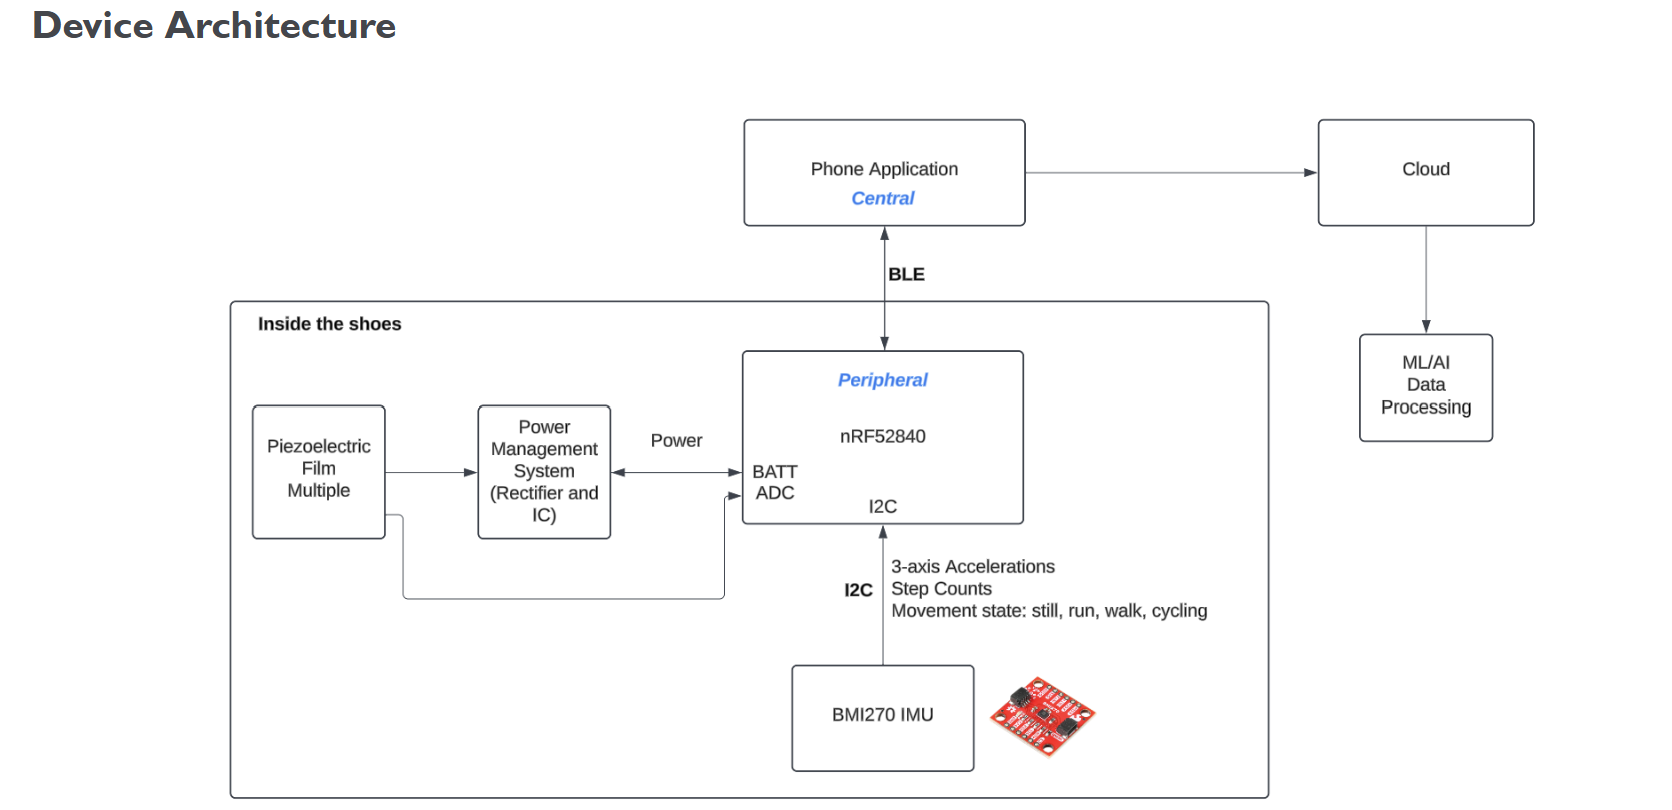 Device Architecture
Phone Application
Central
Cloud
BLE
Inside the shoes
ML/AI
Data
Processing
Peripheral
nRF52840
Piezoelectric
Film
Multiple
Power
Management
System
(Rectifier and
IC)
Power
BATT
ADC
I2C
I2C
3-axis Accelerations
Step Counts
Movement state: still, run, walk, cycling
BMI270 IMU